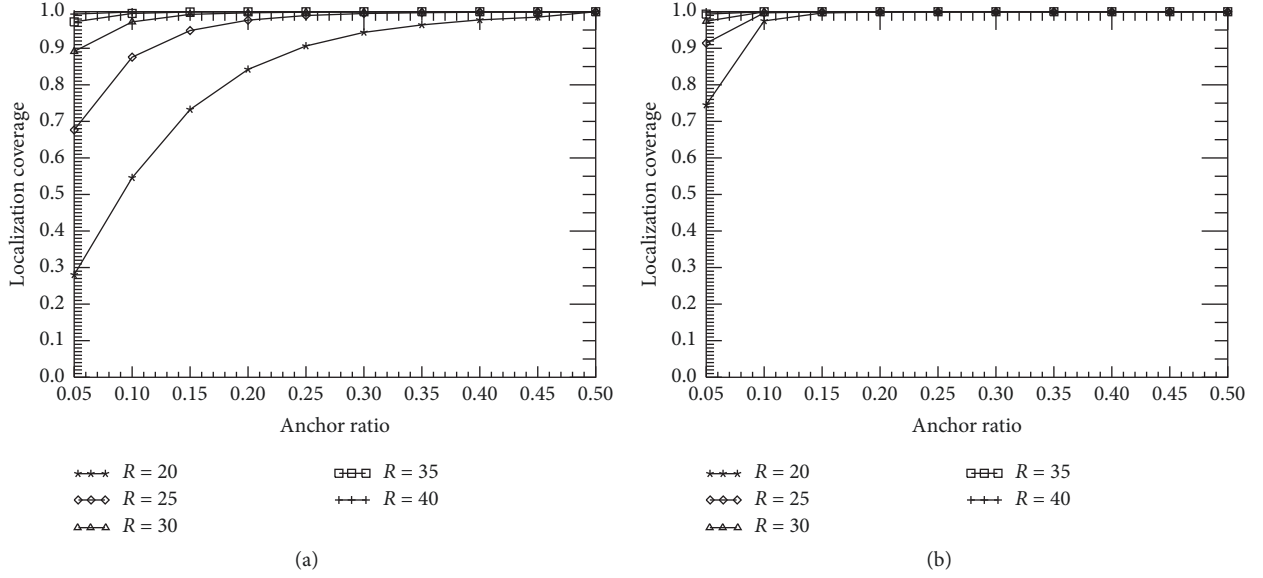 Localization coverage
1.0
0.9
0.8
0.7
0.6
0.5
0.4
0.3
0.2
0.1
0.0
0.05 0.10 0.15 0.20 0.25 0.30 0.35 0.40 0.45 0.50
Anchor ratio
R = 20
R = 25
R = 30
R = 35
R = 40
(a)
Localization coverage
1.0
0.9
0.8
0.7
0.6
0.5
0.4
0.3
0.2
0.1
0.0
0.05 0.10 0.15 0.20 0.25 0.30 0.35 0.40 0.45 0.50
Anchor ratio
R = 20
R = 25
R = 30
R = 35
R = 40
(b)